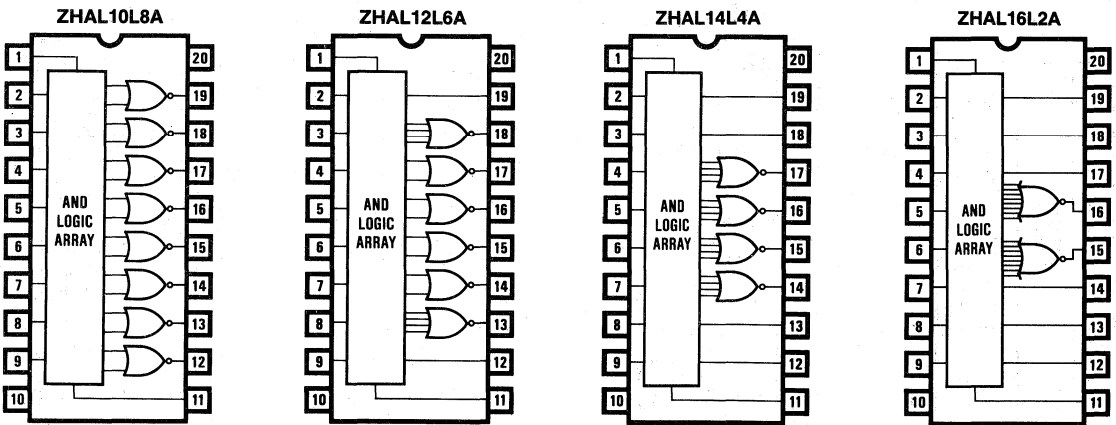 ZHAL10L8A
1 20
2 19
3 18
4 17
5 16
6 15
7 14
8 13
9 12
10 11
AND
LOGIC
ARRAY
ZHAL12L6A
1 20
2 19
3 18
4 17
5 16
6 15
7 14
8 13
9 12
10 11
AND
LOGIC
ARRAY
ZHAL14L4A
1 20
2 19
3 18
4 17
5 16
6 15
7 14
8 13
9 12
10 11
AND
LOGIC
ARRAY
ZHAL16L2A
1 20
2 19
3 18
4 17
5 16
6 15
7 14
8 13
9 12
10 11
AND
LOGIC
ARRAY